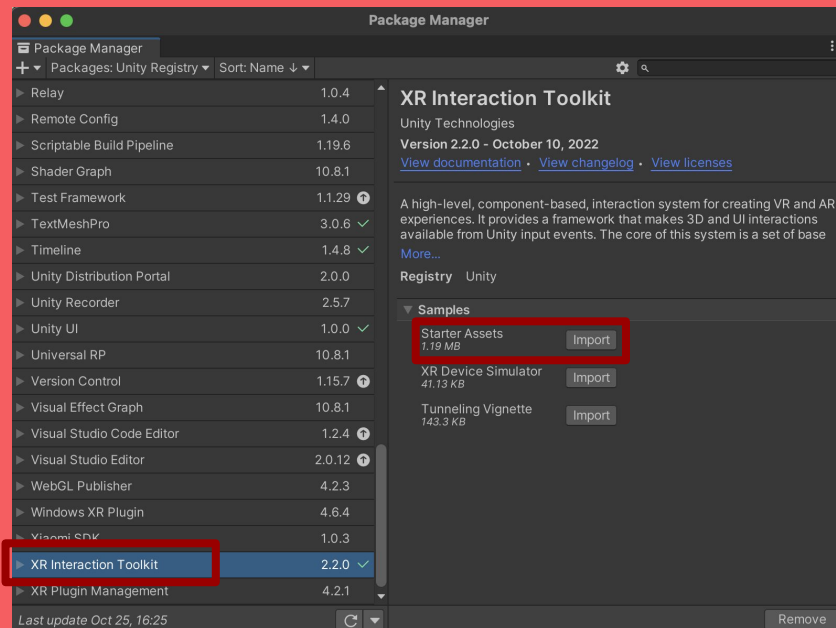 Package Manager
Package Manager
Packages: Unity Registry Sort: Name ↓
Relay 1.0.4
Remote Config 1.4.0
Scriptable Build Pipeline 1.19.6
Shader Graph 10.8.1
Test Framework 1.1.29
TextMeshPro 3.0.6
Timeline 1.4.8
Unity Distribution Portal 2.0.0
Unity Recorder 2.5.7
Unity UI 1.0.0
Universal RP 10.8.1
Version Control 1.15.7
Visual Effect Graph 10.8.1
Visual Studio Code Editor 1.2.4
Visual Studio Editor 2.0.12
WebGL Publisher 4.2.3
Windows XR Plugin 4.6.4
Xiaomi SDK 1.0.3
XR Interaction Toolkit 2.2.0
XR Plugin Management 4.2.1
Last update Oct 25, 16:25
XR Interaction Toolkit
Unity Technologies
Version 2.2.0 - October 10, 2022
View documentation • View changelog • View licenses
A high-level, component-based, interaction system for creating VR and AR
experiences. It provides a framework that makes 3D and UI interactions
available from Unity input events. The core of this system is a set of base
More...
Registry Unity
Samples
Starter Assets
1.19 MB
Import
XR Device Simulator
41.13 KB
Import
Tunneling Vignette
143.3 KB
Import
Remove